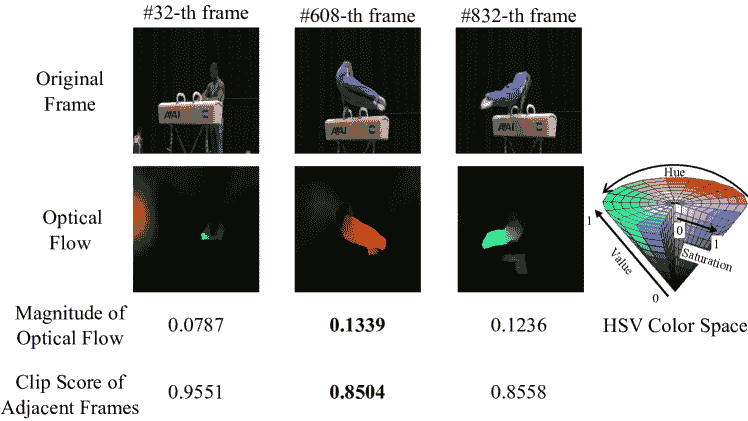 #32-th frame #608-th frame #832-th frame
Original
Frame
Optical
Flow
Hue
0 1
Saturation
1
Value
0
Magnitude of
Optical Flow
0.0787 0.1339 0.1236
HSV Color Space
Clip Score of
Adjacent Frames
0.9551 0.8504 0.8558